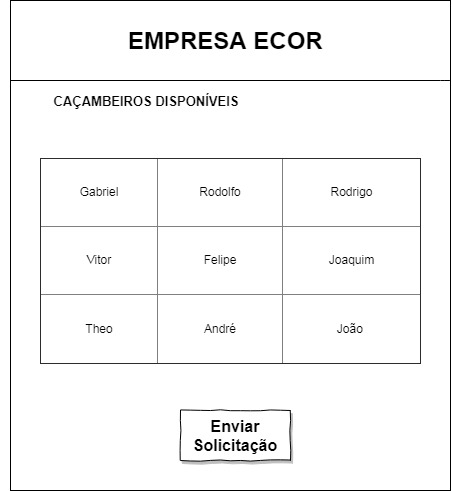 EMPRESA ECOR
CAÇAMBEIROS DISPONÍVEIS
Gabriel Rodolfo Rodrigo
Vitor Felipe Joaquim
Theo André João
Enviar
Solicitação